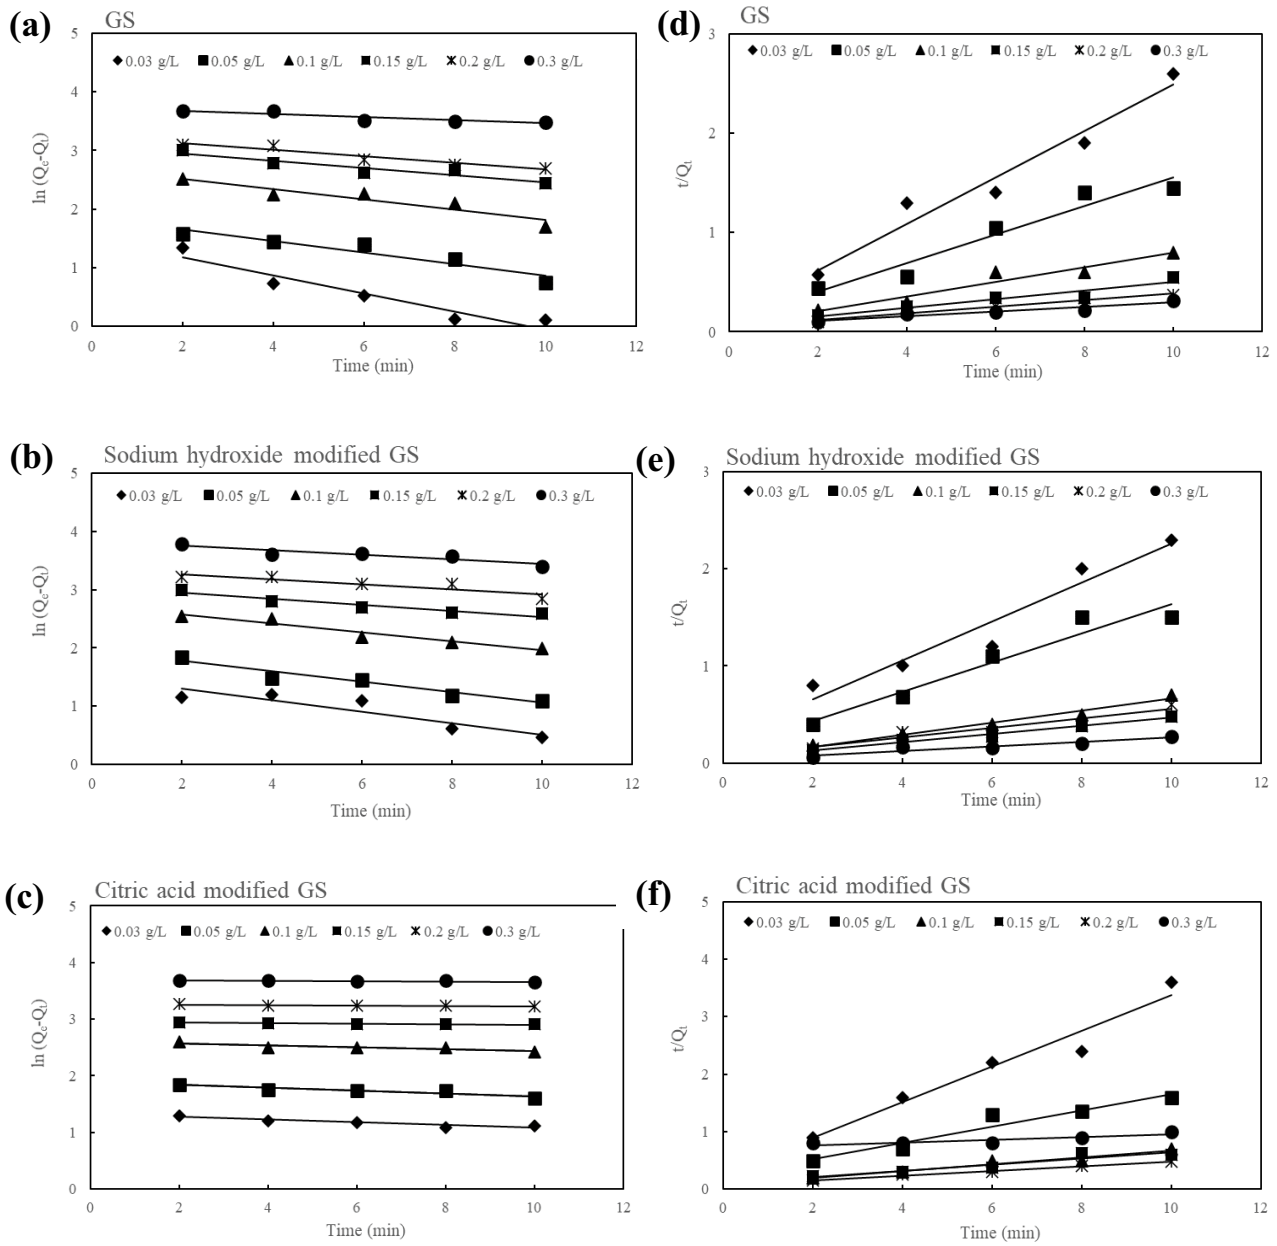 (a) GS
5
4
3
2
1
0
0 2 4 6 8 10 12
ln (Qe-Qt)
0.03 g/L 0.05 g/L 0.1 g/L 0.15 g/L 0.2 g/L 0.3 g/L
Time (min)
(d) GS
3
2
1
0
0 2 4 6 8 10 12
t/Qt
0.03 g/L 0.05 g/L 0.1 g/L 0.15 g/L 0.2 g/L 0.3 g/L
Time (min)
(b) Sodium hydroxide modified GS
5
4
3
2
1
0
0 2 4 6 8 10 12
ln (Qe-Qt)
0.03 g/L 0.05 g/L 0.1 g/L 0.15 g/L 0.2 g/L 0.3 g/L
Time (min)
(e) Sodium hydroxide modified GS
3
2
1
0
0 2 4 6 8 10 12
t/Qt
0.03 g/L 0.05 g/L 0.1 g/L 0.15 g/L 0.2 g/L 0.3 g/L
Time (min)
(c) Citric acid modified GS
5
4
3
2
1
0
0 2 4 6 8 10 12
ln (Qe-Qt)
0.03 g/L 0.05 g/L 0.1 g/L 0.15 g/L 0.2 g/L 0.3 g/L
Time (min)
(f) Citric acid modified GS
5
4
3
2
1
0
0 2 4 6 8 10 12
t/Qt
0.03 g/L 0.05 g/L 0.1 g/L 0.15 g/L 0.2 g/L 0.3 g/L
Time (min)